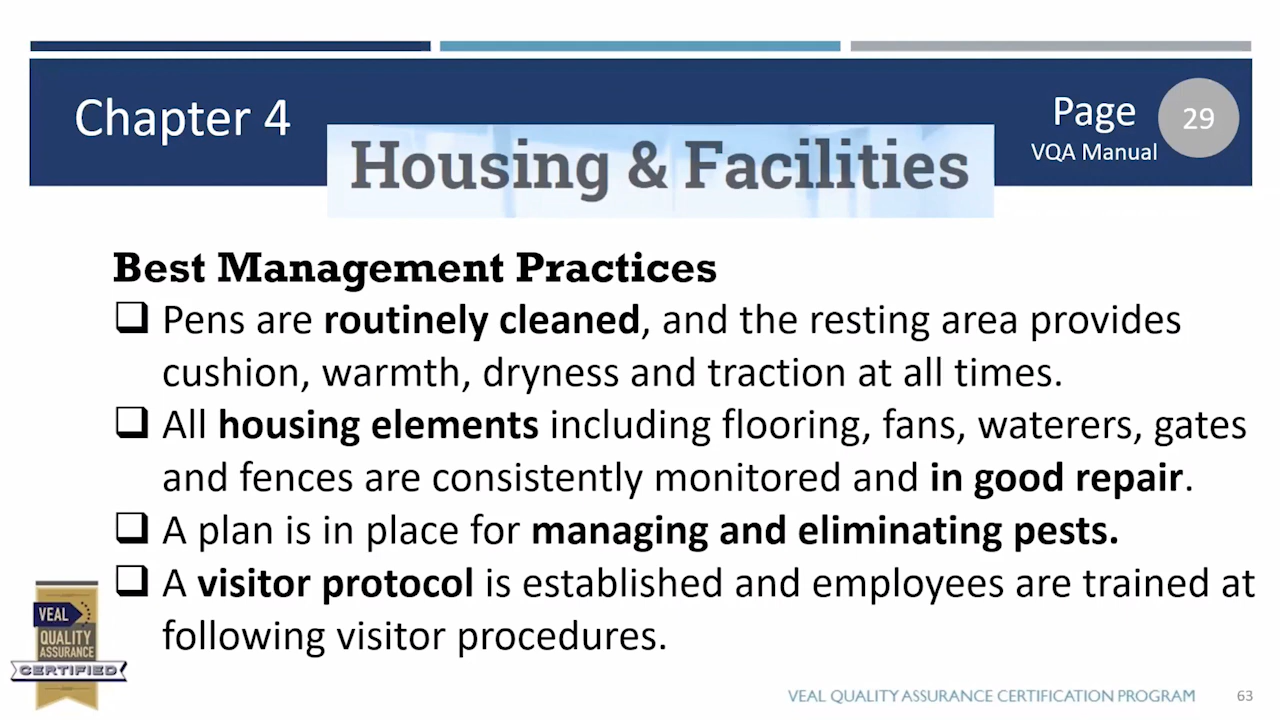 Chapter 4
Page
VQA Manual
29
Housing & Facilities
Best Management Practices
❑ Pens are routinely cleaned, and the resting area provides
cushion, warmth, dryness and traction at all times.
❑ All housing elements including flooring, fans, waterers, gates
and fences are consistently monitored and in good repair.
❑ A plan is in place for managing and eliminating pests.
❑ A visitor protocol is established and employees are trained at
following visitor procedures.
VEAL
QUALITY
ASSURANCE
CERTIFIED
VEAL QUALITY ASSURANCE CERTIFICATION PROGRAM
63